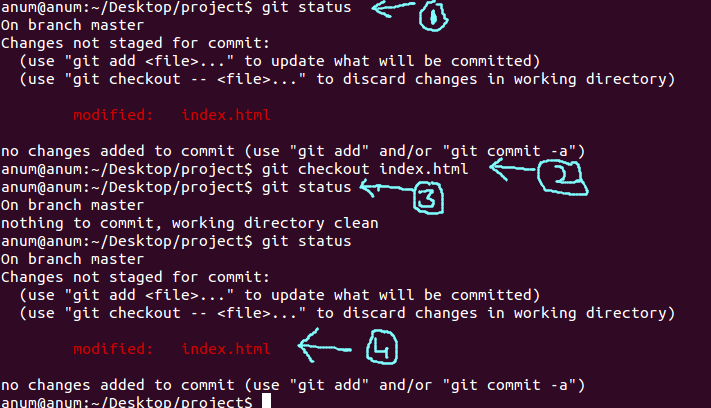 anum@anum:~/Desktop/project$ git status 1
On branch master
Changes not staged for commit:
  (use "git add <file>..." to update what will be committed)
  (use "git checkout -- <file>..." to discard changes in working directory)
        modified:   index.html
no changes added to commit (use "git add" and/or "git commit -a")
anum@anum:~/Desktop/project$ git checkout index.html 2
anum@anum:~/Desktop/project$ git status 3
On branch master
nothing to commit, working directory clean
anum@anum:~/Desktop/project$ git status
On branch master
Changes not staged for commit:
  (use "git add <file>..." to update what will be committed)
  (use "git checkout -- <file>..." to discard changes in working directory)
        modified:   index.html 4
no changes added to commit (use "git add" and/or "git commit -a")
anum@anum:~/Desktop/project$